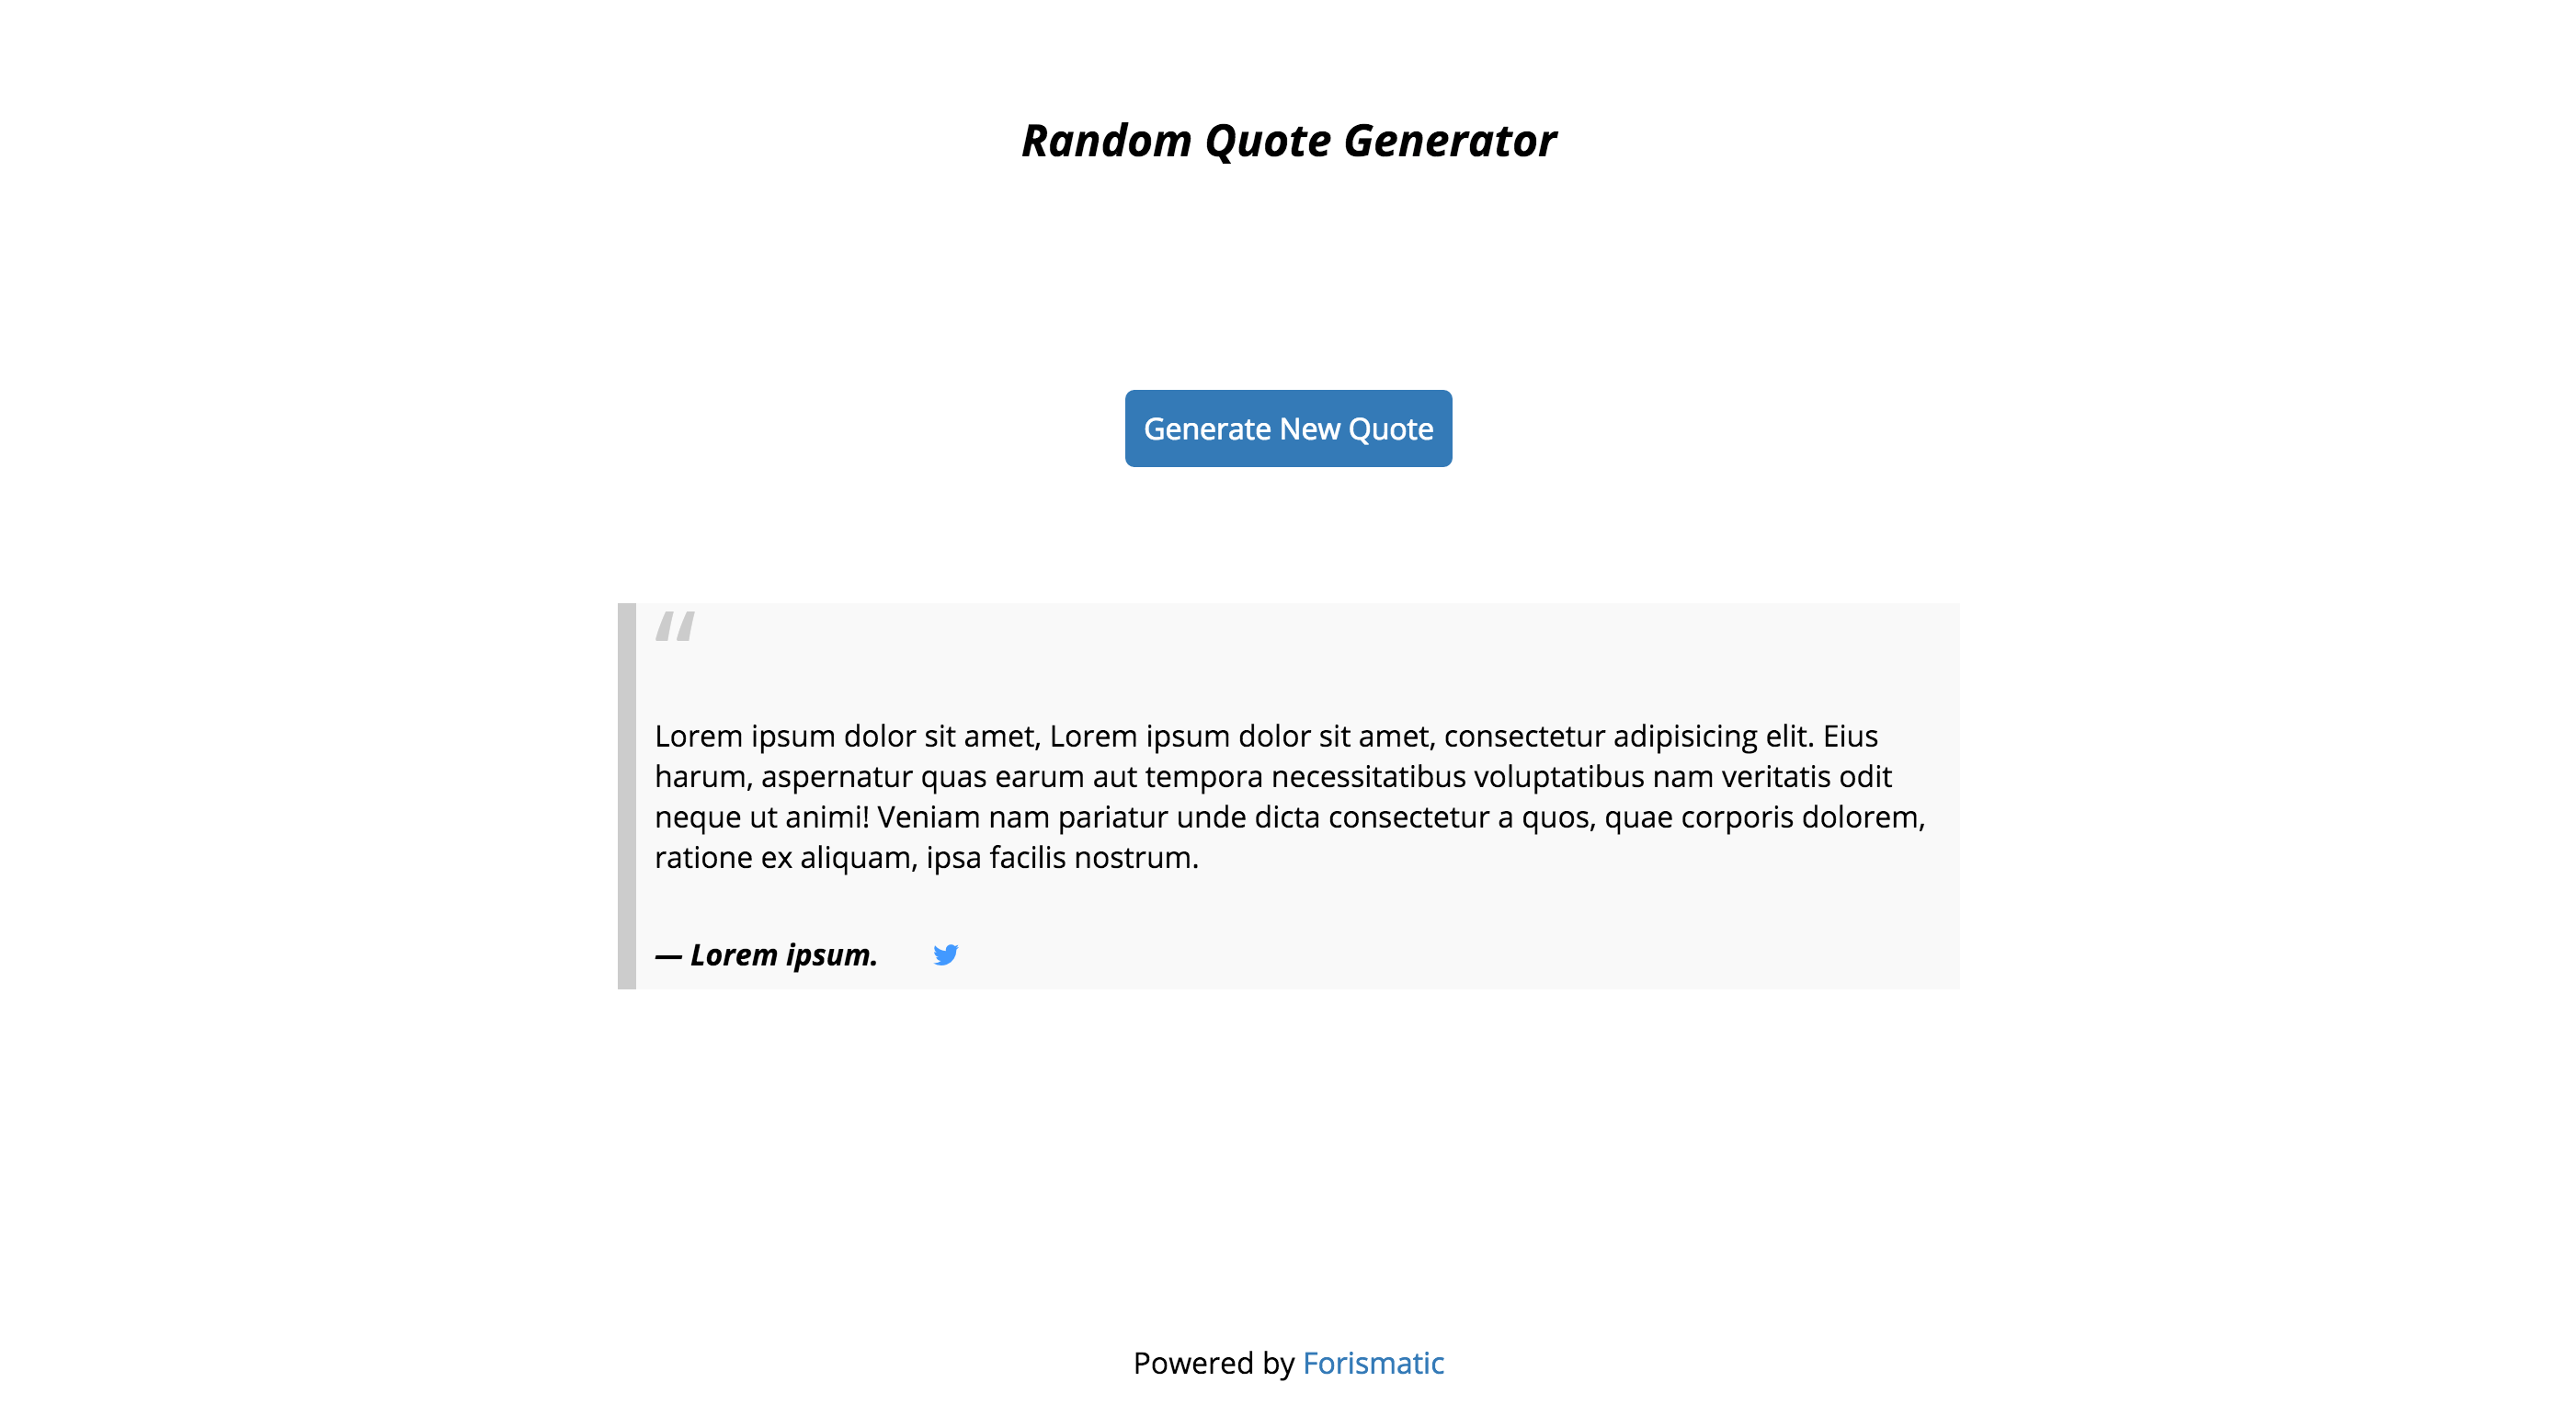 Random Quote Generator
Generate New Quote
“
Lorem ipsum dolor sit amet, Lorem ipsum dolor sit amet, consectetur adipisicing elit. Eius
harum, aspernatur quas earum aut tempora necessitatibus voluptatibus nam veritatis odit
neque ut animi! Veniam nam pariatur unde dicta consectetur a quos, quae corporis dolorem,
ratione ex aliquam, ipsa facilis nostrum.
— Lorem ipsum.
Powered by Forismatic